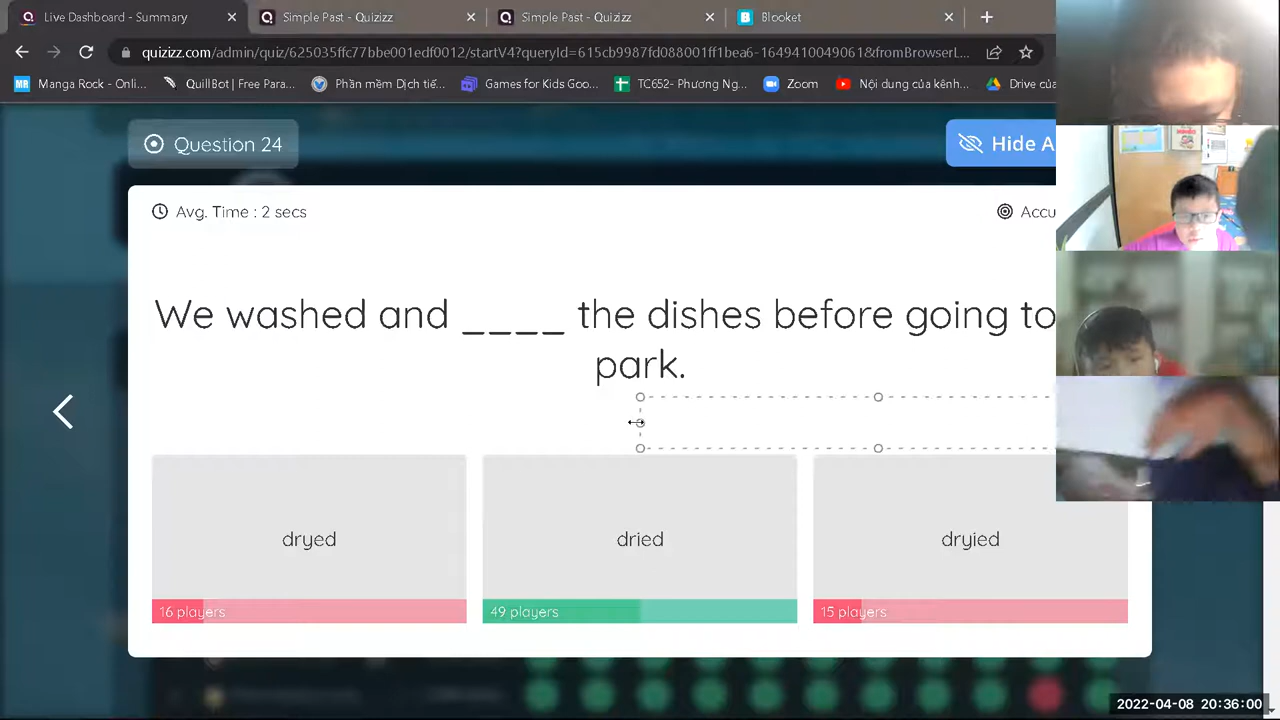 Live Dashboard - Summary
Simple Past - Quizizz
Simple Past - Quizizz
B Blooket
quizizz.com/admin/quiz/625035ffc77bbe001edf0012/startV4?queryId=615cb9987fd088001ff1bea6-1649410049061&fromBrowserL...
MR Manga Rock - Onli...
QuillBot | Free Para...
Phần mềm Dịch tiế...
Games for Kids Goo...
TC652- Phương Ng...
Zoom
Nội dung của kênh...
Drive của
Question 24
Hide A
Avg. Time : 2 secs
Accu
We washed and ____ the dishes before going to
park.
dryed
dried
dryied
16 players
49 players
15 players
2022-04-08 20:36:00